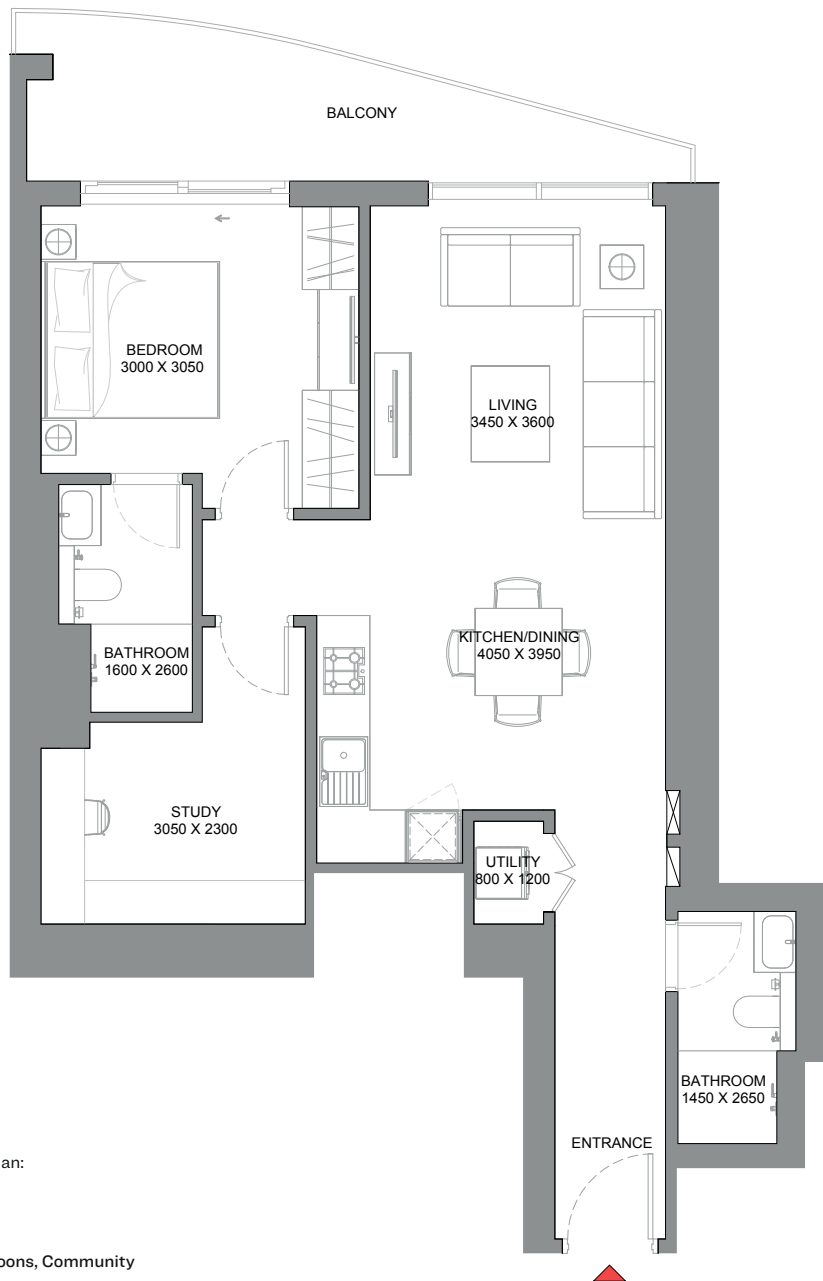 BALCONY
BEDROOM
3000 X 3050
LIVING
3450 X 3600
KITCHEN/DINING
4050 X 3950
BATHROOM
1600 X 2600
STUDY
3050 X 2300
UTILITY
800 X 1200
BATHROOM
1450 X 2650
ENTRANCE
an:
oons, Community